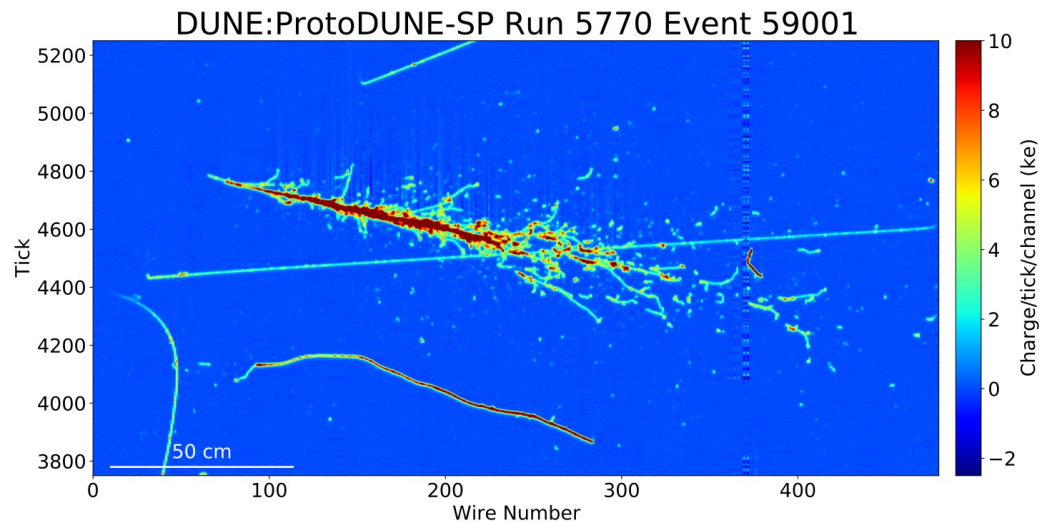 DUNE:ProtoDUNE-SP Run 5770 Event 59001
5200
5000
4800
4600
4400
4200
4000
3800
Tick
50 cm
0 100 200 300 400
Wire Number
10
8
6
4
2
0
−2
Charge/tick/channel (ke)